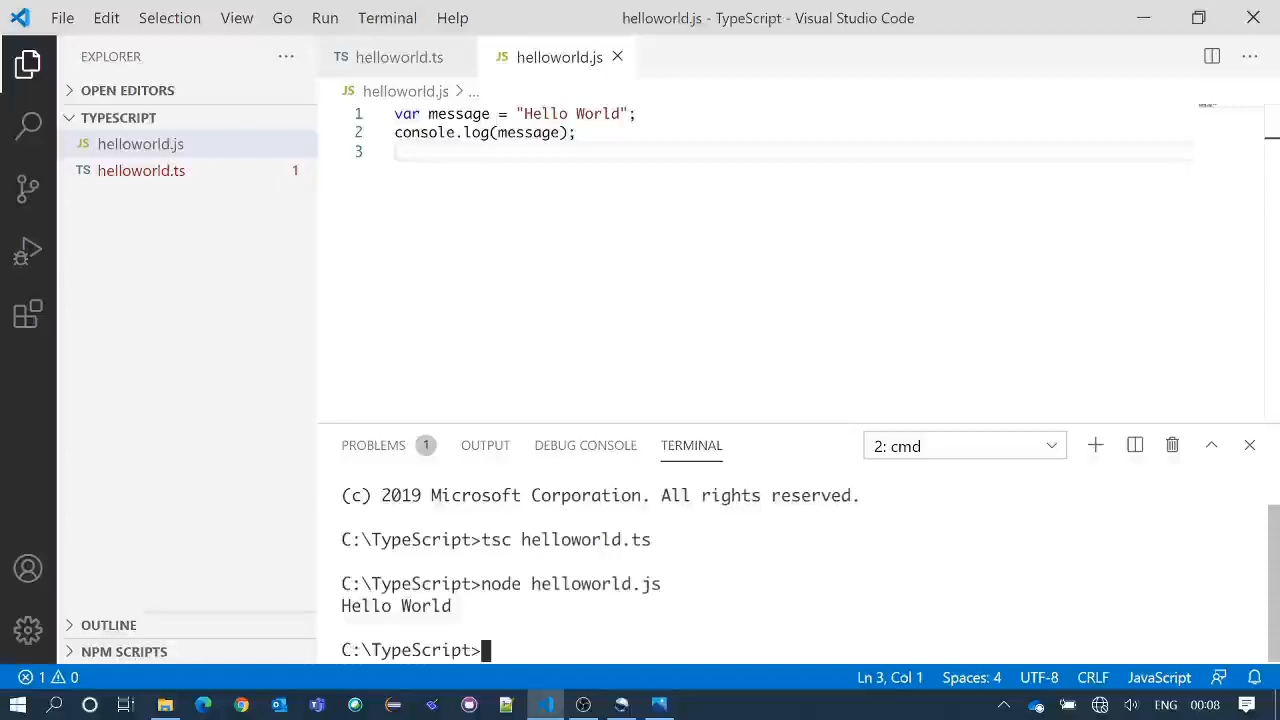 File Edit Selection View Go Run Terminal Help helloworld.js - TypeScript - Visual Studio Code
EXPLORER ... TS helloworld.ts JS helloworld.js
OPEN EDITORS
JS helloworld.js > ...
TYPESCRIPT
JS helloworld.js
TS helloworld.ts 1
1 var message = "Hello World";
2 console.log(message);
3
PROBLEMS 1 OUTPUT DEBUG CONSOLE TERMINAL 2: cmd
(c) 2019 Microsoft Corporation. All rights reserved.
C:\TypeScript>tsc helloworld.ts
C:\TypeScript>node helloworld.js
Hello World
C:\TypeScript>
OUTLINE
NPM SCRIPTS
1 0 Ln 3, Col 1 Spaces: 4 UTF-8 CRLF JavaScript
ENG 00:08